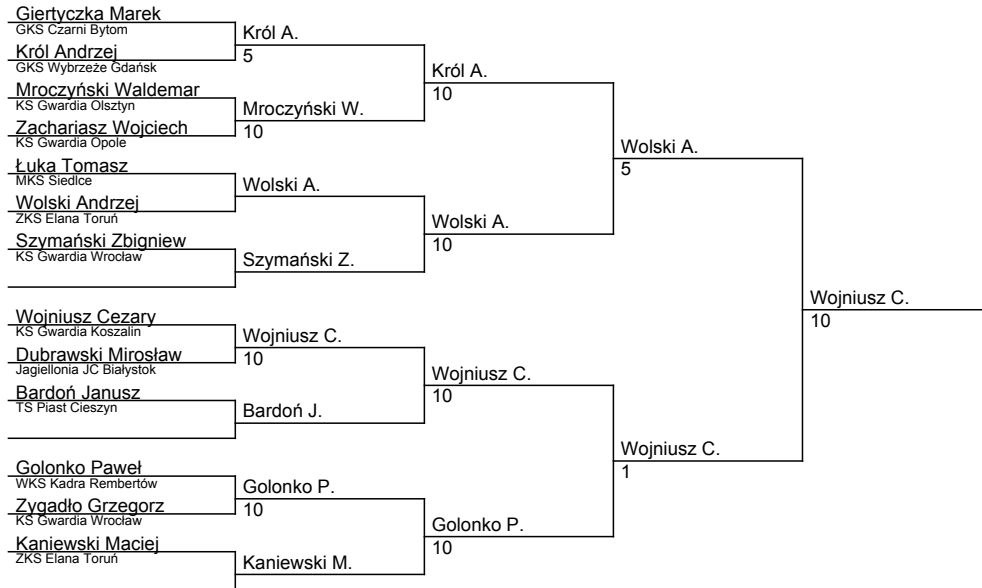 Giertyczka Marek
GKS Czarni Bytom
Król Andrzej
GKS Wybrzeże Gdańsk
Mroczyński Waldemar
KS Gwardia Olsztyn
Zachariasz Wojciech
KS Gwardia Opole
Łuka Tomasz
MKS Siedlce
Wolski Andrzej
ZKS Elana Toruń
Szymański Zbigniew
KS Gwardia Wrocław
Wojniusz Cezary
KS Gwardia Koszalin
Dubrawski Mirosław
Jagiellonia JC Białystok
Bardoń Janusz
TS Piast Cieszyn
Golonko Paweł
WKS Kadra Rembertów
Zygadło Grzegorz
KS Gwardia Wrocław
Kaniewski Maciej
ZKS Elana Toruń
Król A.
5
Mroczyński W.
10
Wolski A.
Szymański Z.
Wojniusz C.
10
Bardoń J.
Golonko P.
10
Kaniewski M.
Król A.
10
Wolski A.
10
Wojniusz C.
10
Golonko P.
10
Wolski A.
5
Wojniusz C.
1
Wojniusz C.
10